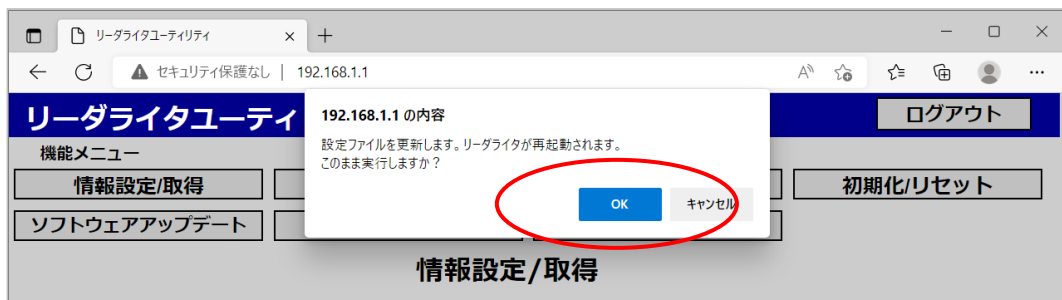 リーダライタユーティリティ
セキュリティ保護なし | 192.168.1.1
リーダライタユーティ
ログアウト
192.168.1.1 の内容
設定ファイルを更新します。リーダライタが再起動されます。
このまま実行しますか?
OK
キャンセル
機能メニュー
情報設定/取得
初期化/リセット
ソフトウェアアップデート
情報設定/取得